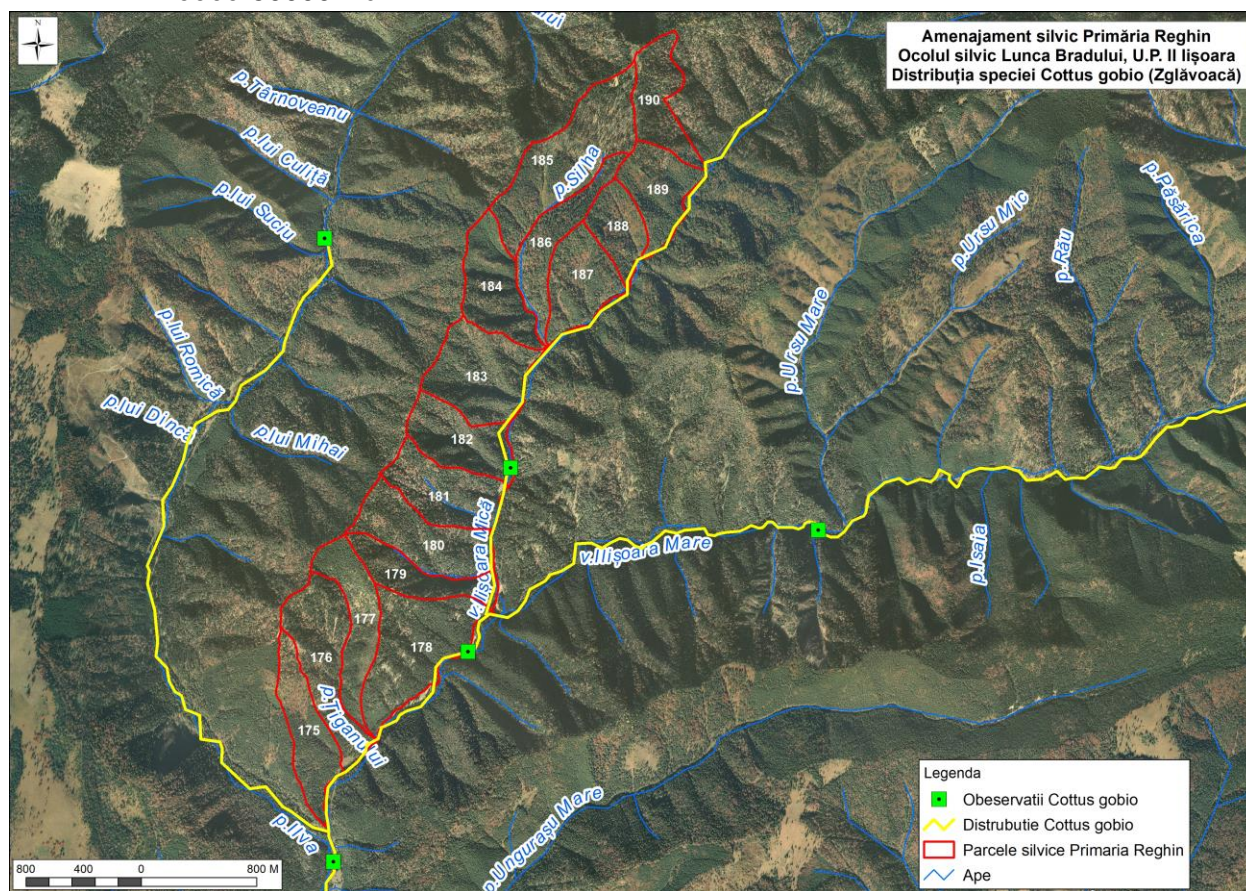 N
Amenajament silvic Primăria Reghin
Ocolul silvic Lunca Bradului, U.P. II Iișoara
Distribuția speciei Cottus gobio (Zglăvoacă)
p.Târnoveanu
p.lui Culiță
p.lui Suciu
p.lui Romică
p.lui Dincă
p.lui Mihai
p.Silha
190
185
189
188
186
187
184
183
182
181
180
179
177
178
176
175
p.Țiganului
v.Iișoara Mică
v.Ilișoara Mare
p.Ursu Mare
p.Ursu Mic
p.Rău
p.Păsărica
p.Isaia
p.Ilva
p.Ungurașu Mare
Legenda
Obeservatii Cottus gobio
Distrubutie Cottus gobio
Parcele silvice Primaria Reghin
Ape
800 400 0 800 M